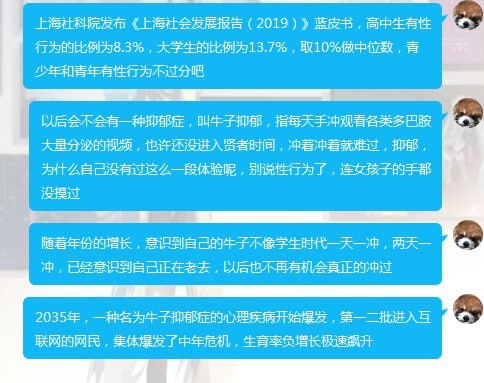 上海社科院发布《上海社会发展报告（2019）》蓝皮书，高中生有性
行为的比例为8.3%，大学生的比例为13.7%，取10%做中位数，青
少年和青年有性行为不过分吧
以后会不会有一种抑郁症，叫牛子抑郁，指每天手冲观看各类多巴胺
大量分泌的视频，也许还没进入贤者时间，冲着冲着就难过，抑郁，
为什么自己没有过这么一段体验呢，别说性行为了，连女孩子的手都
没摸过
随着年份的增长，意识到自己的牛子不像学生时代一天一冲，两天一
冲，已经意识到自己正在老去，以后也不再有机会真正的冲过
2035年，一种名为牛子抑郁症的心理疾病开始爆发，第一二批进入互
联网的网民，集体爆发了中年危机，生育率负增长极速飙升